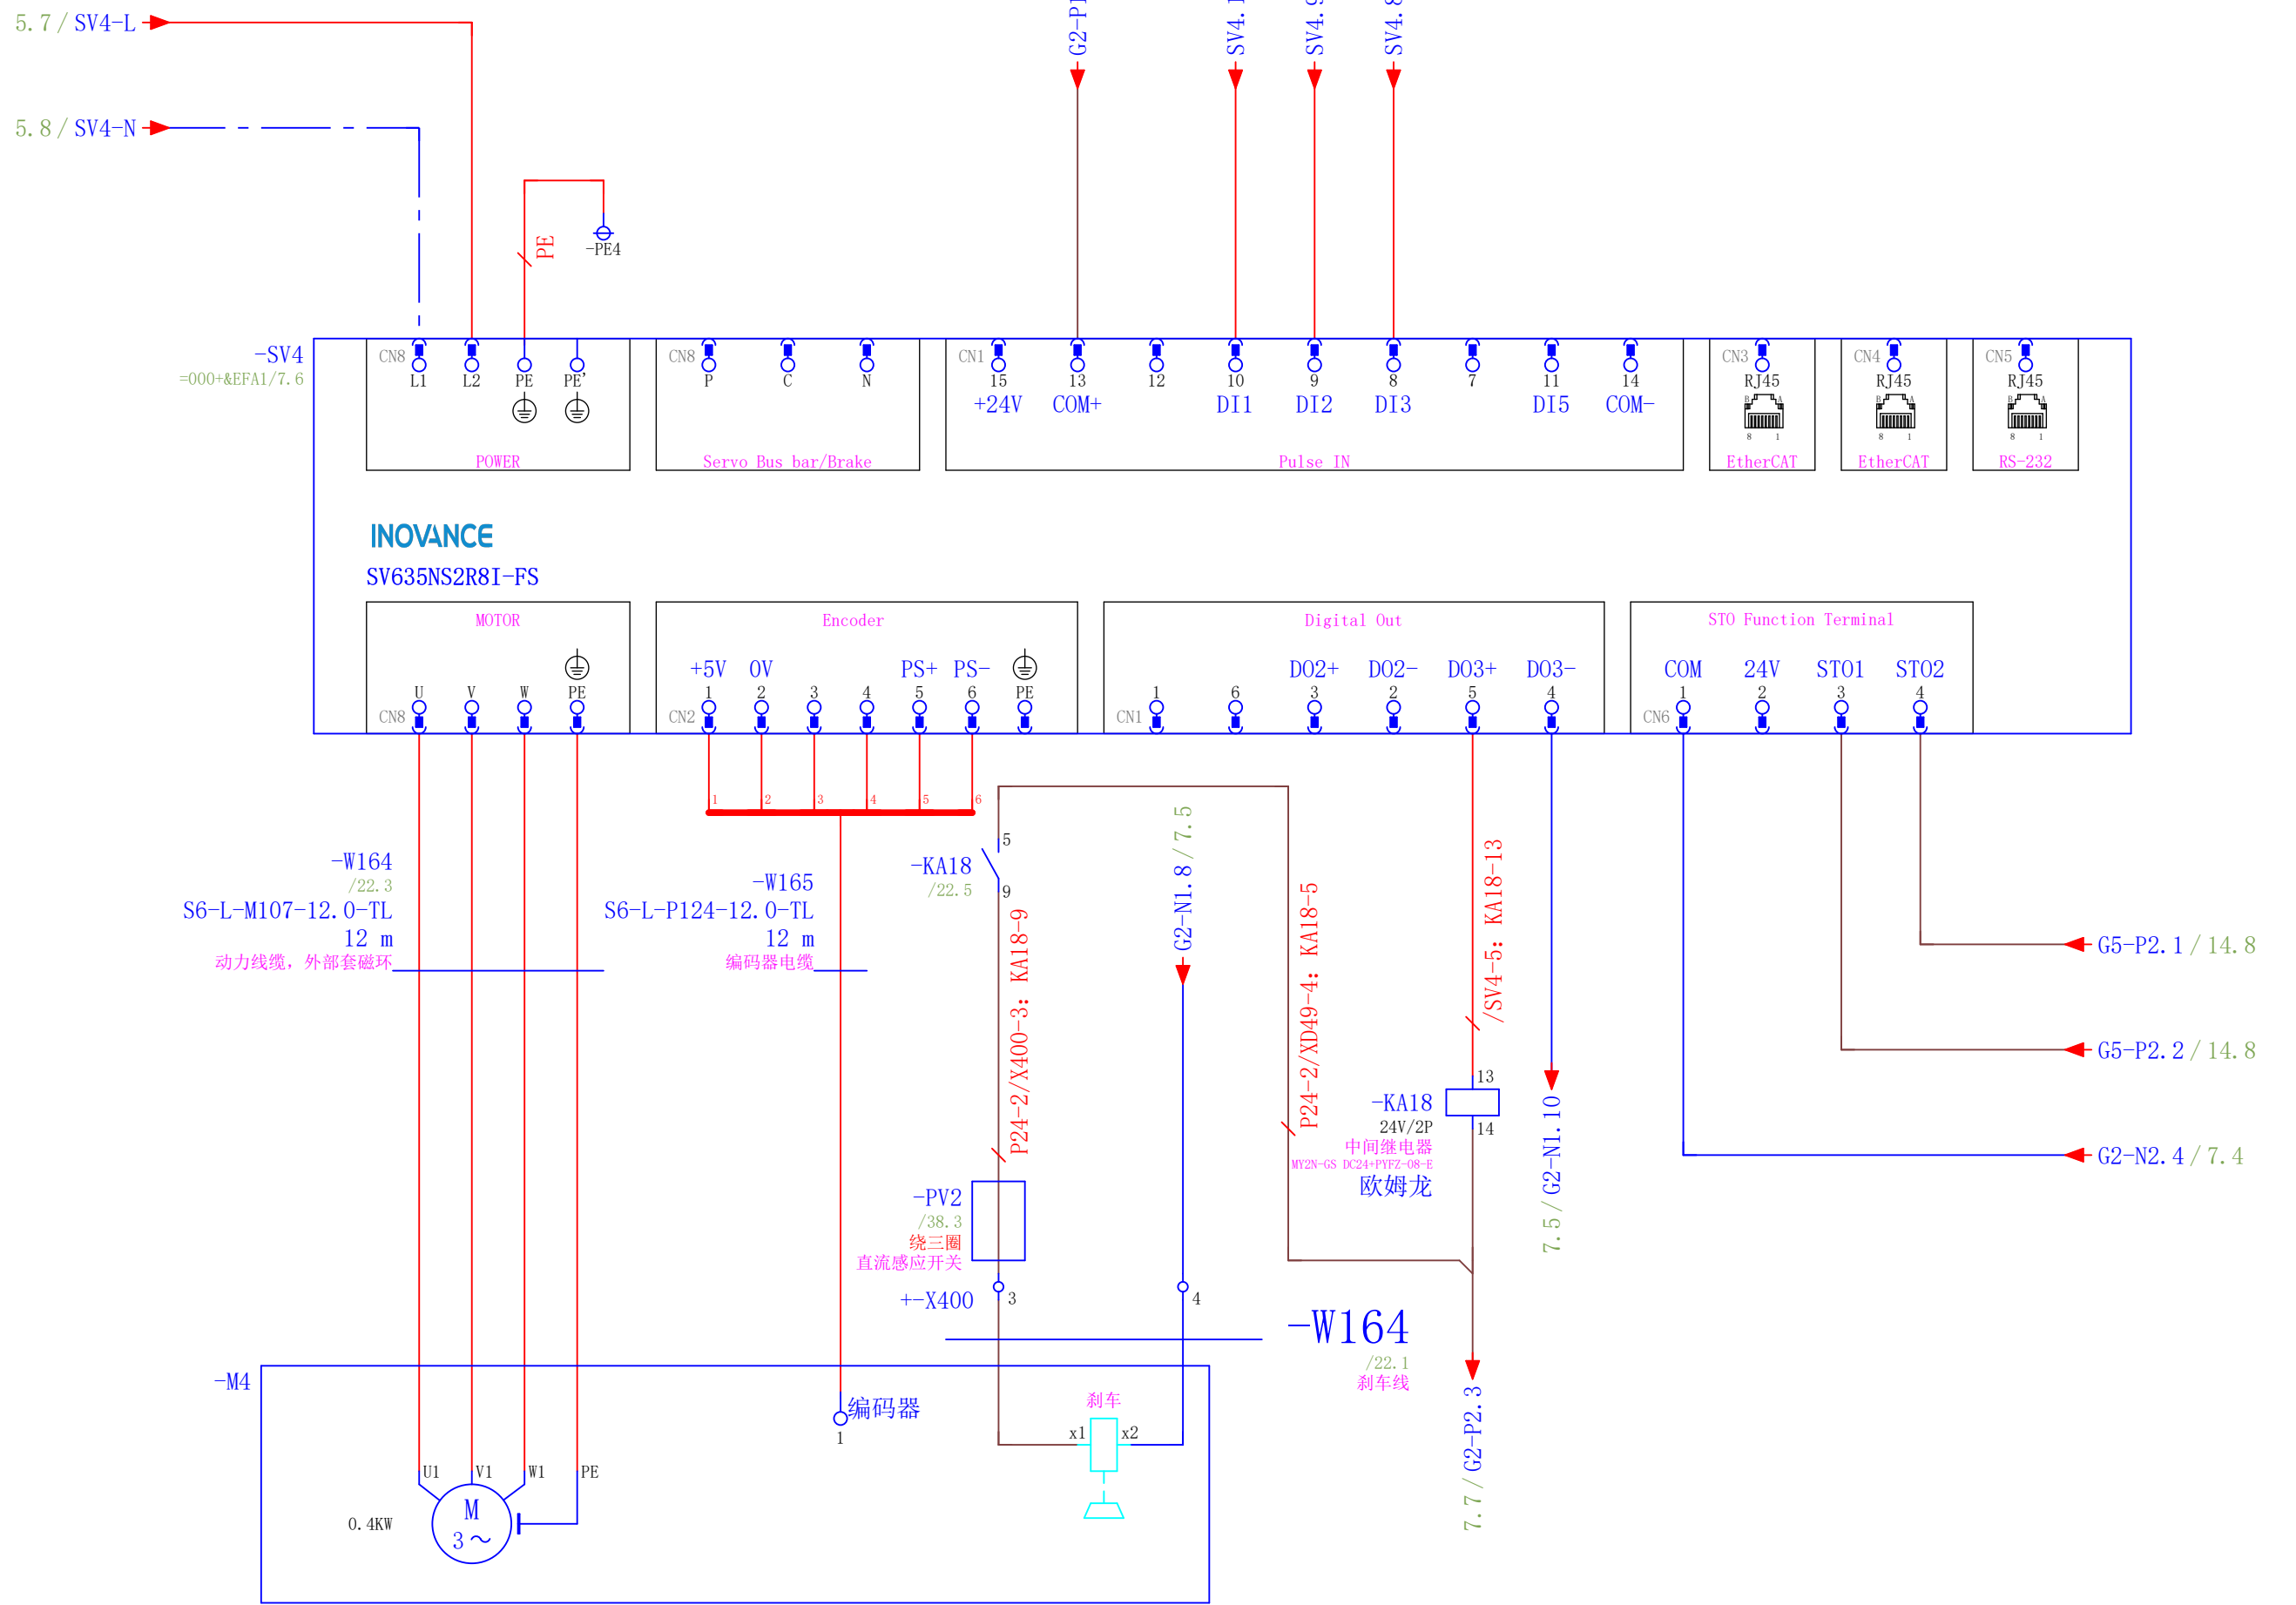 5.7/SV4-L
5.8/SV4-N
G2-P1
SV4.1
SV4.9
SV4.8
PE
-PE4
-SV4
=000+&EFA1/7.6
CN8
L1 L2 PE PE'
POWER
CN8
P C N
Servo Bus bar/Brake
CN1
15 13 12 10 9 8 7 11 14
+24V COM+ DI1 DI2 DI3 DI5 COM-
Pulse IN
CN3
RJ45
B A
8 1
EtherCAT
CN4
RJ45
B A
8 1
EtherCAT
CN5
RJ45
B A
8 1
RS-232
INOVANCE
SV635NS2R8I-FS
MOTOR
U V W PE
CN8
Encoder
+5V 0V PS+ PS-
1 2 3 4 5 6 PE
CN2
Digital Out
DO2+ DO2- DO3+ DO3-
1 6 3 2 5 4
CN1
STO Function Terminal
COM 24V STO1 STO2
1 2 3 4
CN6
1 2 3 4 5 6
-W164
/22.3
S6-L-M107-12.0-TL
12 m
动力线缆，外部套磁环
-W165
S6-L-P124-12.0-TL
12 m
编码器电缆
-KA18
/22.5
5
9
P24-2/X400-3: KA18-9
G2-N1.8/7.5
P24-2/XD49-4: KA18-5
/SV4-5: KA18-13
G5-P2.1/14.8
G5-P2.2/14.8
G2-N2.4/7.4
-KA18
24V/2P
中间继电器
MY2N-GS DC24+PYFZ-08-E
欧姆龙
13
14
7.5/G2-N1.10
-PV2
/38.3
绕三圈
直流感应开关
+-X400
3
4
-W164
/22.1
刹车线
7.7/G2-P2.3
-M4
编码器
1
刹车
x1 x2
U1 V1 W1 PE
M
3～
0.4KW